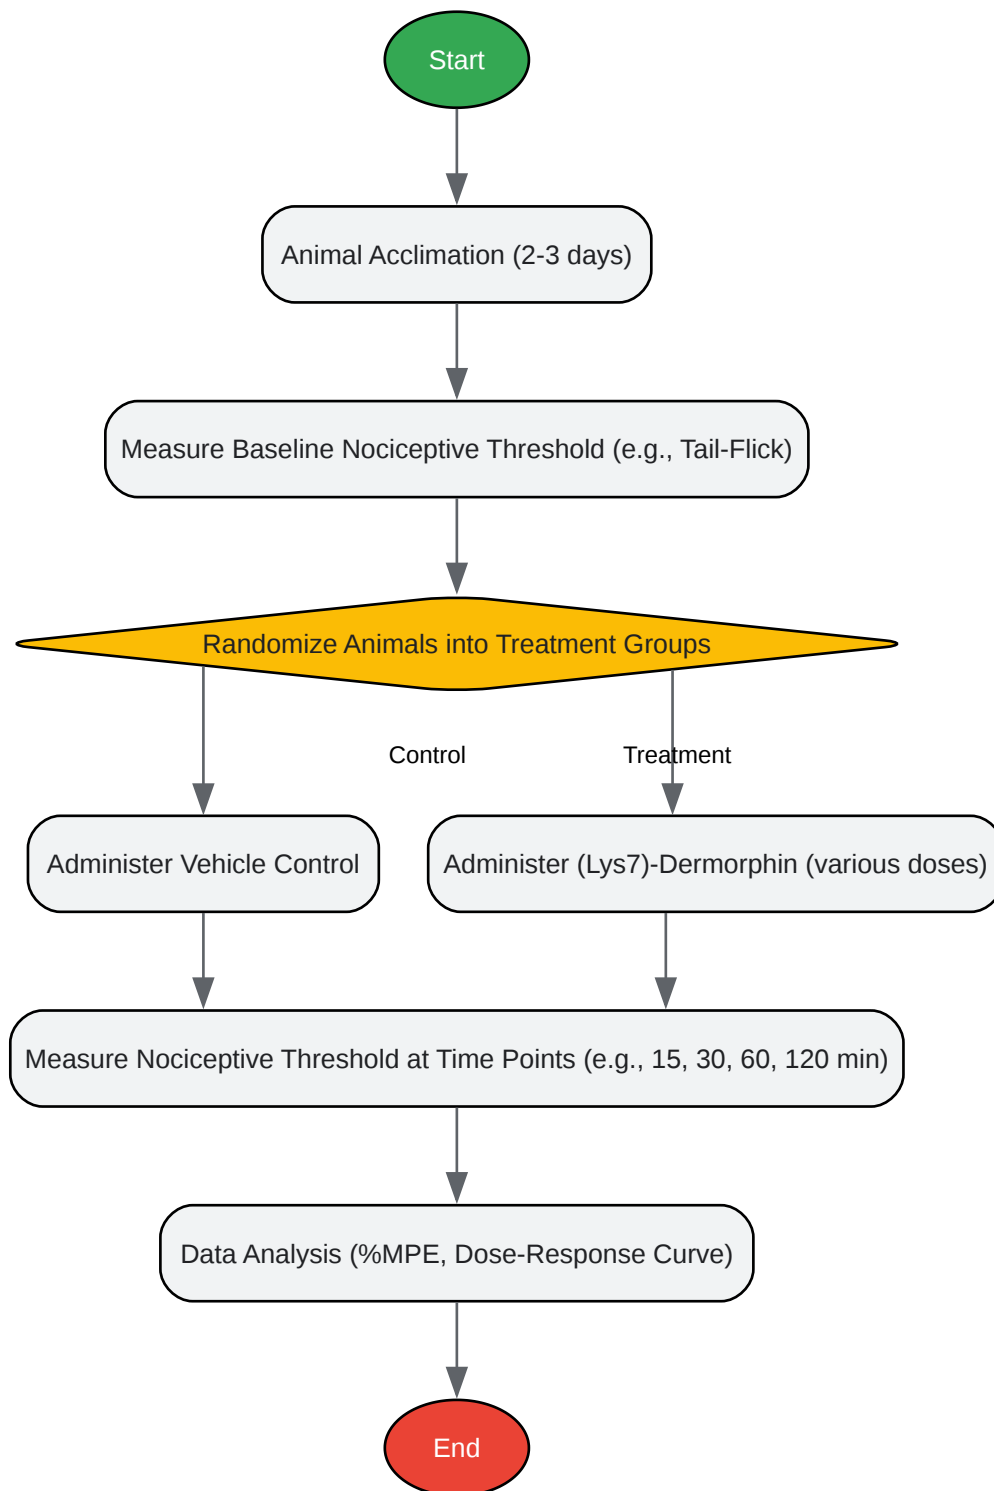 Start
Animal Acclimation (2-3 days)
Measure Baseline Nociceptive Threshold (e.g., Tail-Flick)
Randomize Animals into Treatment Groups
Control
Treatment
Administer Vehicle Control
Administer (Lys7)-Dermorphin (various doses)
Measure Nociceptive Threshold at Time Points (e.g., 15, 30, 60, 120 min)
Data Analysis (%MPE, Dose-Response Curve)
End